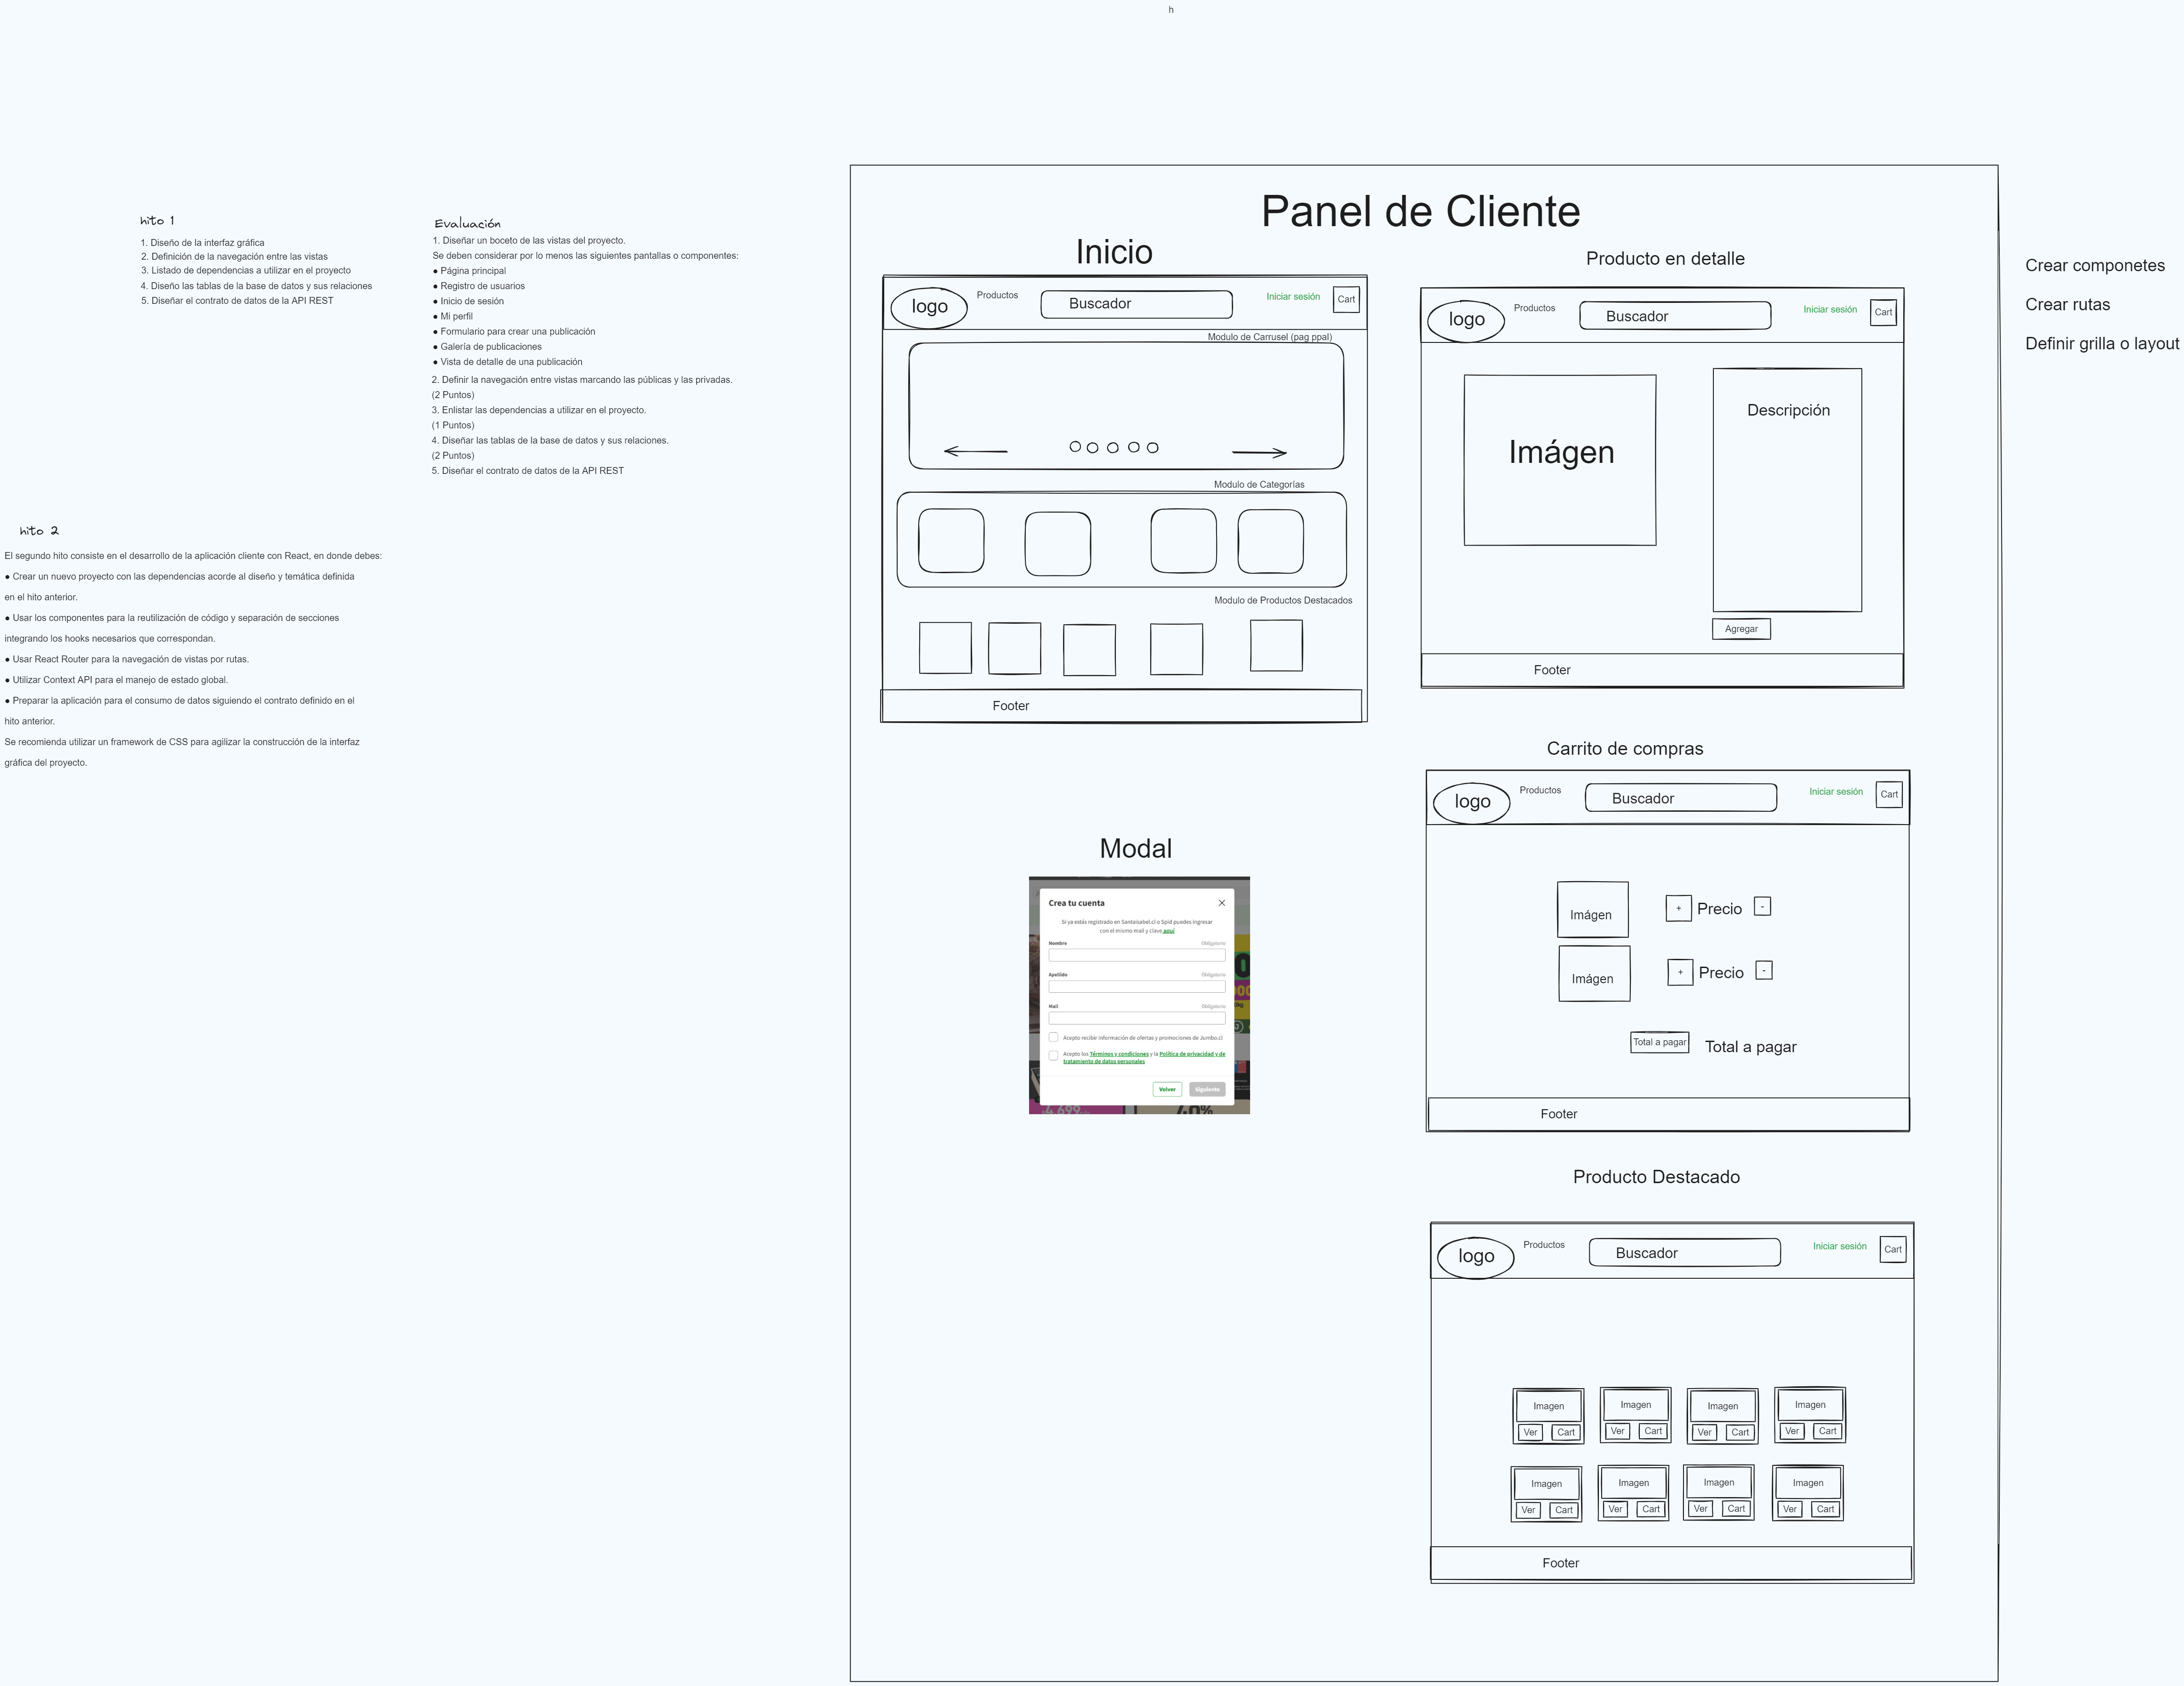 h
hito 1
1. Diseño de la interfaz gráfica
2. Definición de la navegación entre las vistas
3. Listado de dependencias a utilizar en el proyecto
4. Diseño las tablas de la base de datos y sus relaciones
5. Diseñar el contrato de datos de la API REST
Evaluación
1. Diseñar un boceto de las vistas del proyecto.
Se deben considerar por lo menos las siguientes pantallas o componentes:
● Página principal
● Registro de usuarios
● Inicio de sesión
● Mi perfil
● Formulario para crear una publicación
● Galería de publicaciones
● Vista de detalle de una publicación
2. Definir la navegación entre vistas marcando las públicas y las privadas.
(2 Puntos)
3. Enlistar las dependencias a utilizar en el proyecto.
(1 Puntos)
4. Diseñar las tablas de la base de datos y sus relaciones.
(2 Puntos)
5. Diseñar el contrato de datos de la API REST
hito 2
El segundo hito consiste en el desarrollo de la aplicación cliente con React, en donde debes:
● Crear un nuevo proyecto con las dependencias acorde al diseño y temática definida
en el hito anterior.
● Usar los componentes para la reutilización de código y separación de secciones
integrando los hooks necesarios que correspondan.
● Usar React Router para la navegación de vistas por rutas.
● Utilizar Context API para el manejo de estado global.
● Preparar la aplicación para el consumo de datos siguiendo el contrato definido en el
hito anterior.
Se recomienda utilizar un framework de CSS para agilizar la construcción de la interfaz
gráfica del proyecto.
Panel de Cliente
Inicio
logo
Productos
Buscador
Iniciar sesión
Cart
Modulo de Carrusel (pag ppal)
Modulo de Categorías
Modulo de Productos Destacados
Footer
Producto en detalle
logo
Productos
Buscador
Iniciar sesión
Cart
Imágen
Descripción
Agregar
Footer
Crear componetes
Crear rutas
Definir grilla o layout
Modal
Crea tu cuenta
Si ya estás registrado en Santaisabel.cl o Spid puedes ingresar
con el mismo mail y clave aquí
Nombre
Obligatorio
Apellido
Obligatorio
Mail
Obligatorio
Acepto recibir información de ofertas y promociones de Jumbo.cl
Acepto los Términos y condiciones y la Política de privacidad y de
tratamiento de datos personales
Volver
Siguiente
Carrito de compras
logo
Productos
Buscador
Iniciar sesión
Cart
Imágen
+
Precio
-
Imágen
+
Precio
-
Total a pagar
Total a pagar
Footer
Producto Destacado
logo
Productos
Buscador
Iniciar sesión
Cart
Imagen
Imagen
Imagen
Imagen
Ver
Cart
Ver
Cart
Ver
Cart
Ver
Cart
Imagen
Imagen
Imagen
Imagen
Ver
Cart
Ver
Cart
Ver
Cart
Ver
Cart
Footer